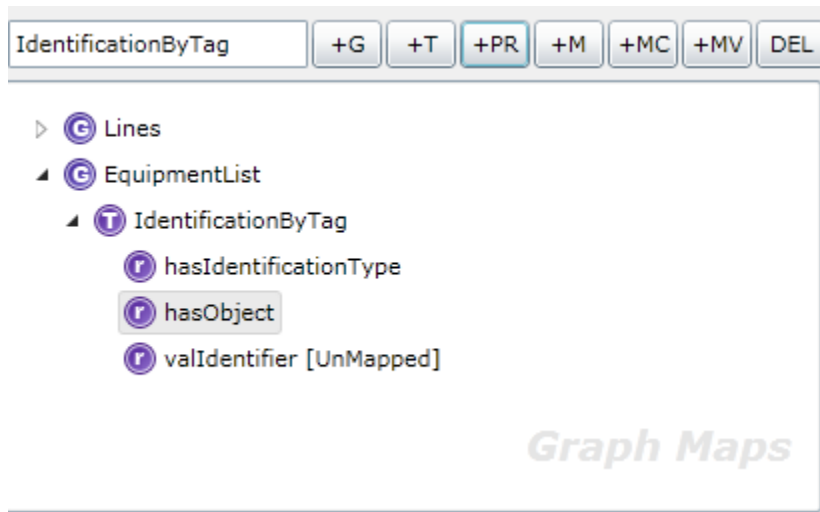 IdentificationByTag +G +T +PR +M +MC +MV DEL
G Lines
G EquipmentList
T IdentificationByTag
r hasIdentificationType
r hasObject
r valIdentifier [UnMapped]
Graph Maps